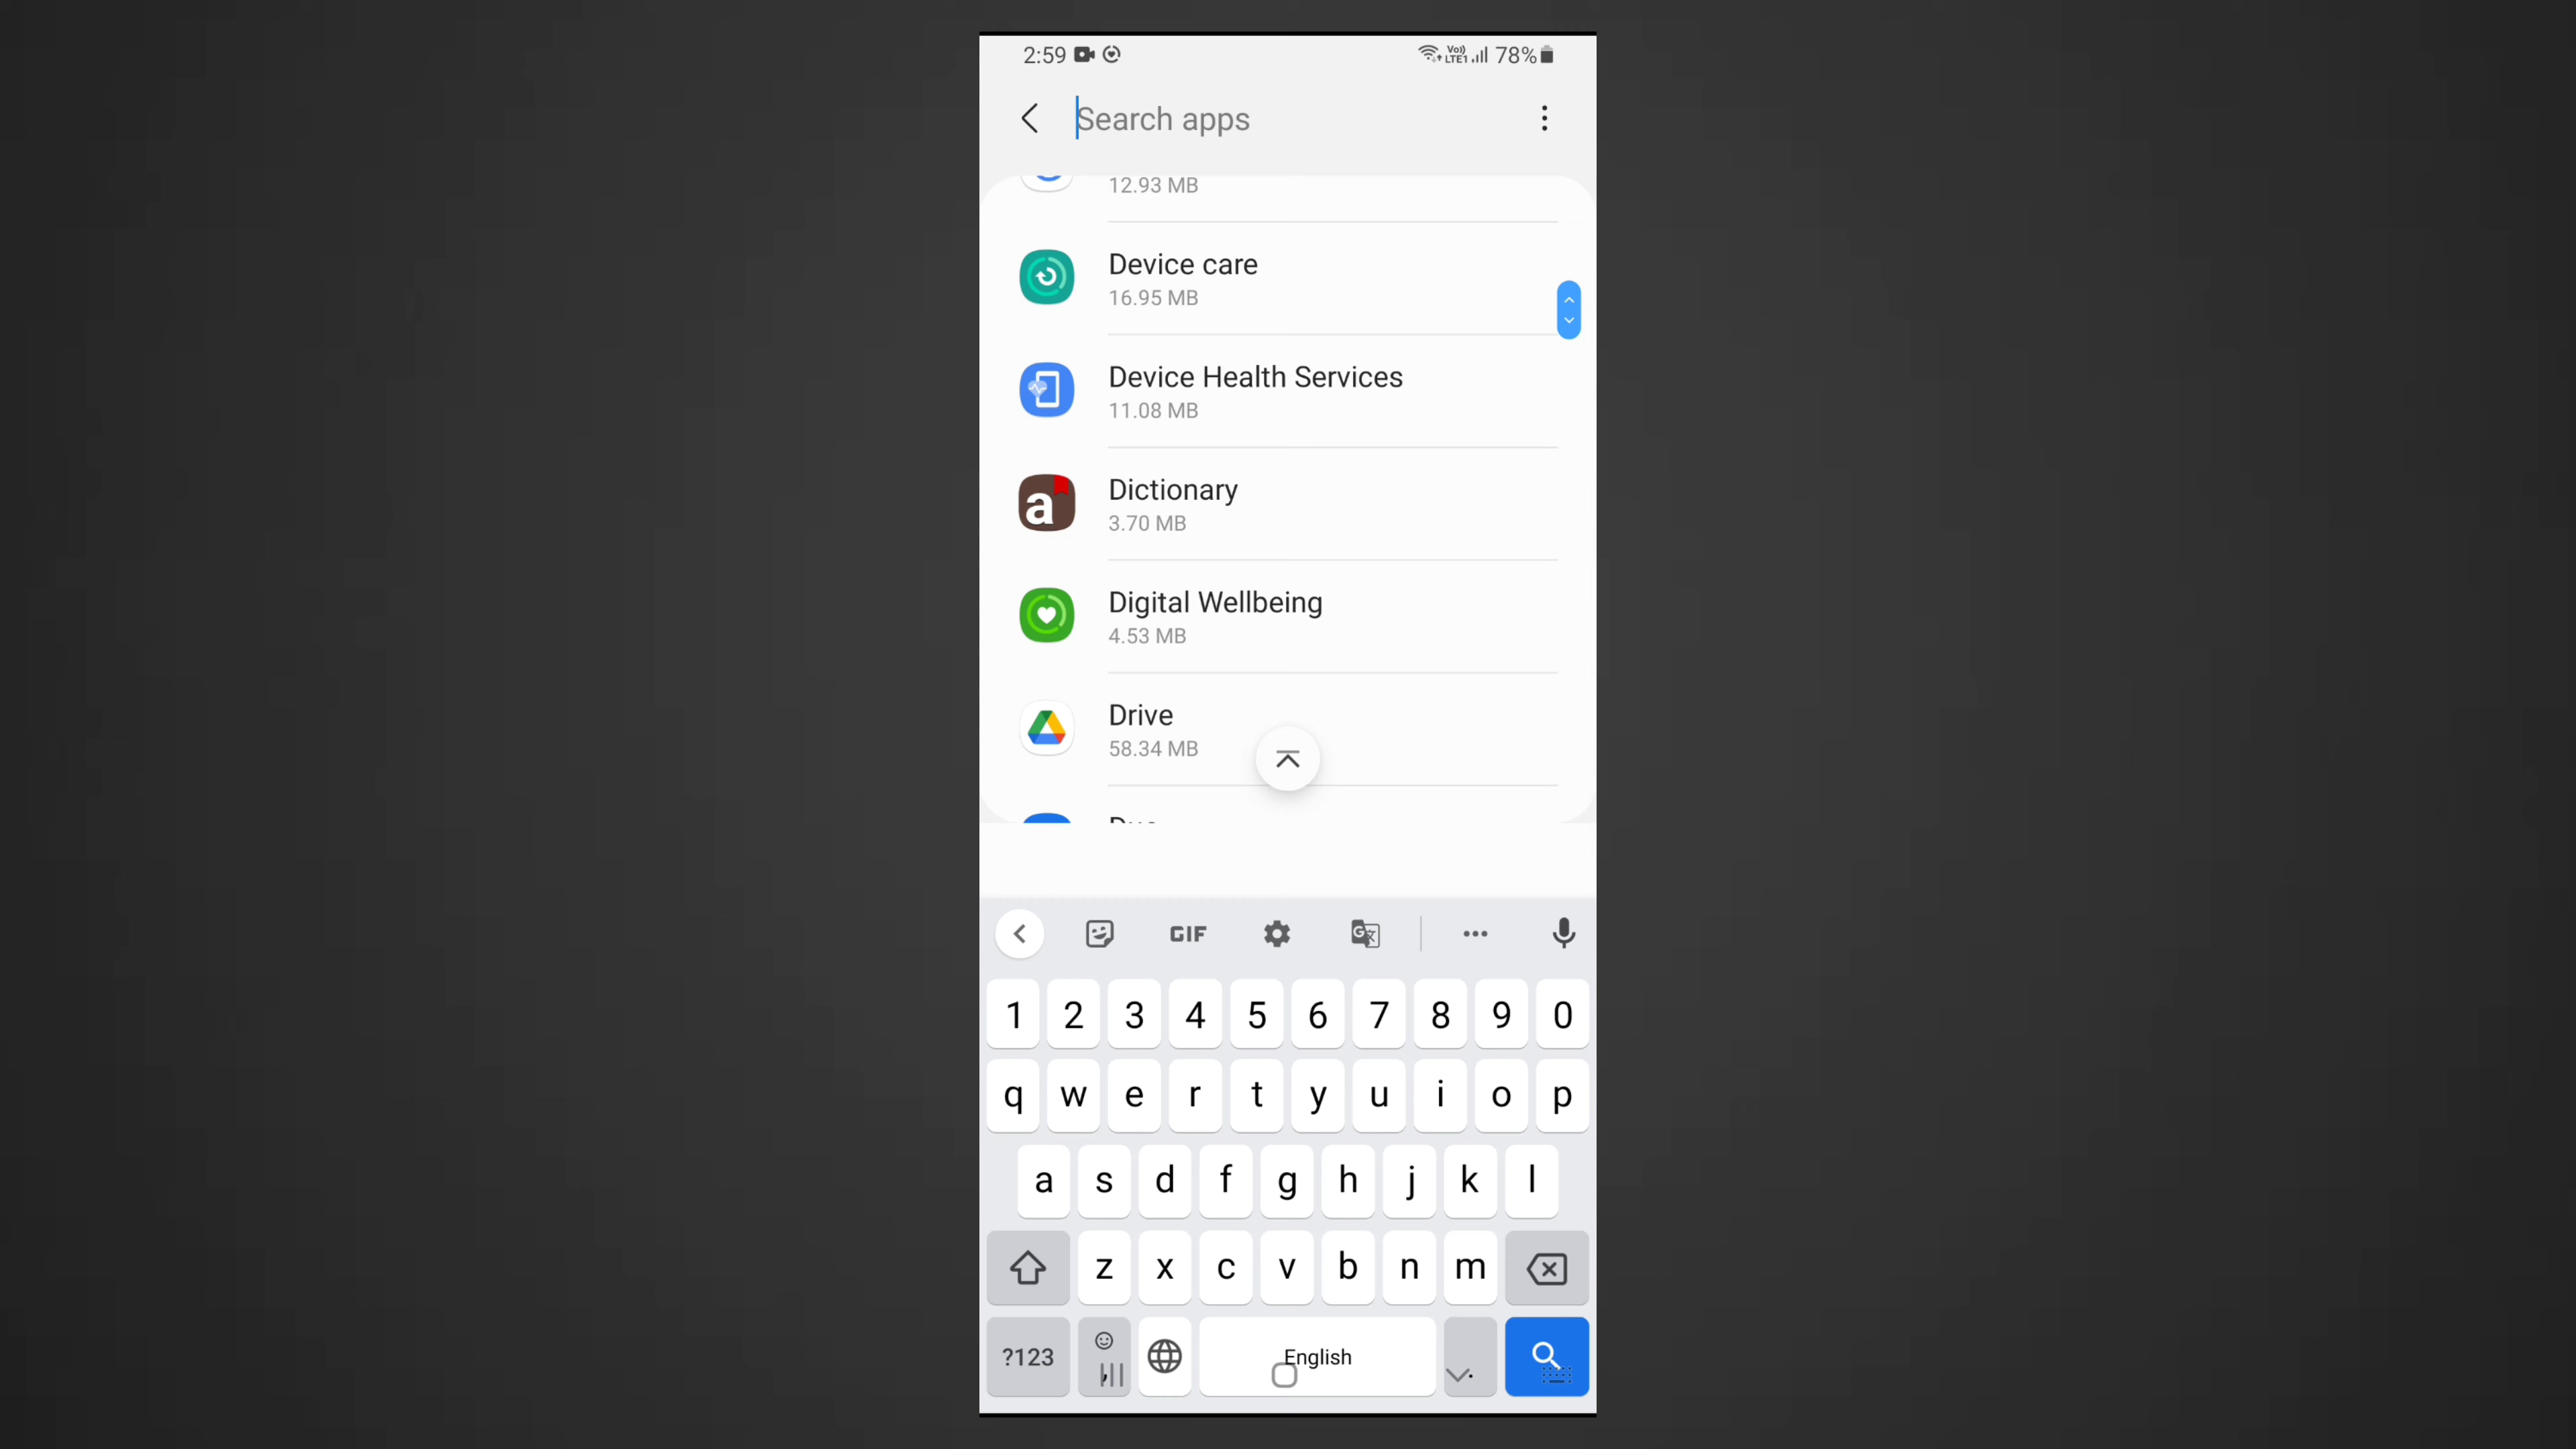 2:59 Vo)) LTE1 78%
Search apps
12.93 MB
Device care
16.95 MB
Device Health Services
11.08 MB
a
Dictionary
3.70 MB
Digital Wellbeing
4.53 MB
Drive
58.34 MB
GIF
1 2 3 4 5 6 7 8 9 0
q w e r t y u i o p
a s d f g h j k l
z x c v b n m
?123 , English .